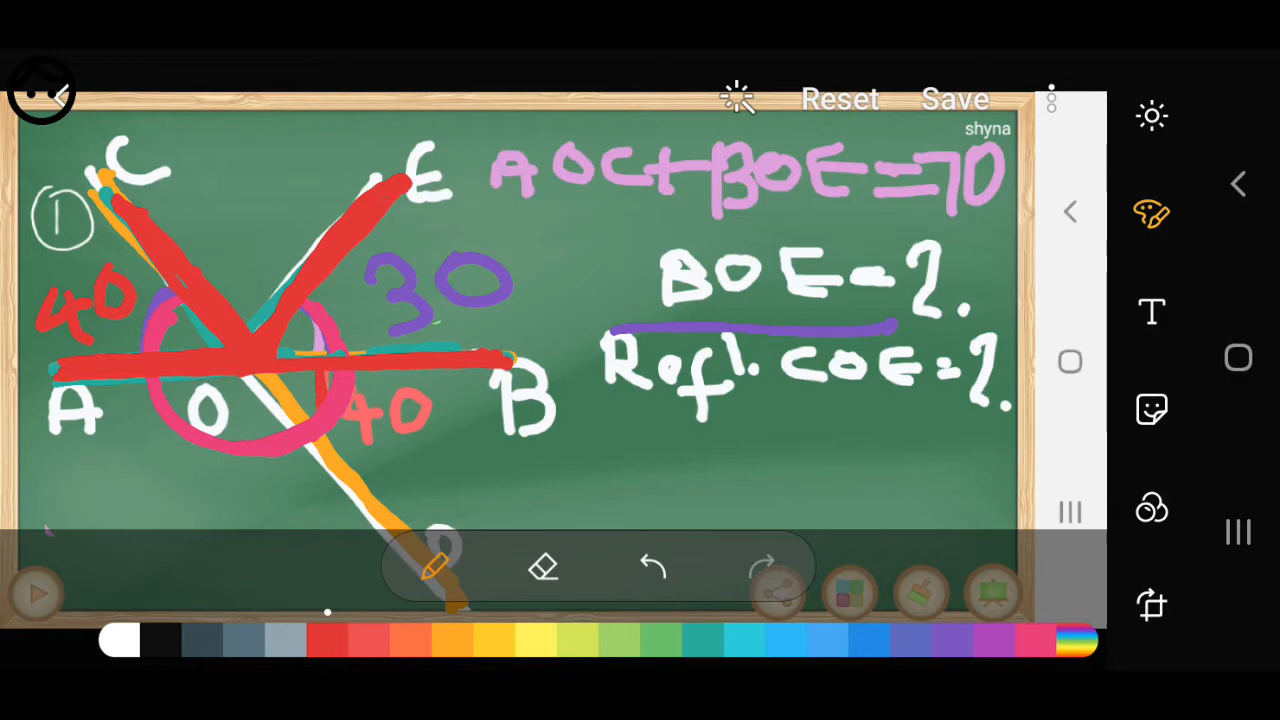 Reset Save
shyna
C E AOC+BOE=70
1
40 30 BOE=?.
Refl. COE=?.
A O 40 B
D